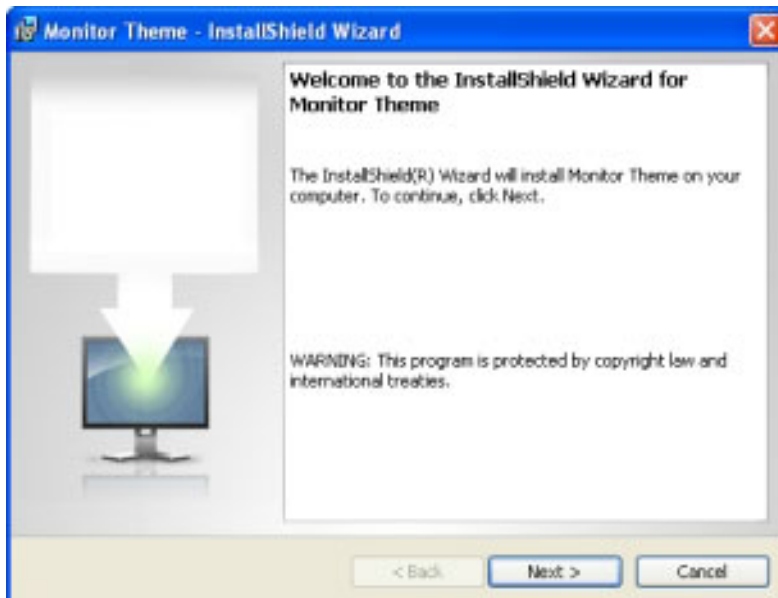 Monitor Theme - InstallShield Wizard
Welcome to the InstallShield Wizard for
Monitor Theme
The InstallShield(R) Wizard will install Monitor Theme on your
computer. To continue, click Next.
WARNING: This program is protected by copyright law and
international treaties.
< Back
Next >
Cancel